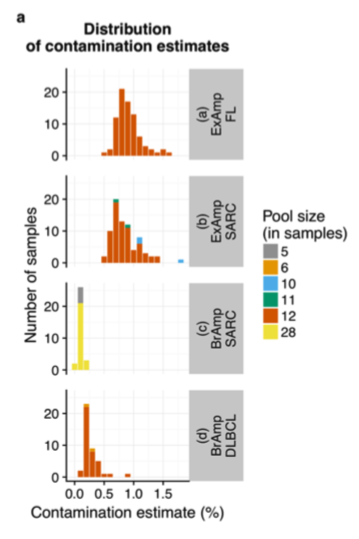 a
Distribution
of contamination estimates
Number of samples
20
10
0
(a)
ExAmp
FL
20
10
0
(b)
ExAmp
SARC
20
10
0
(c)
BrAmp
SARC
20
10
0
(d)
BrAmp
DLBCL
0.0 0.5 1.0 1.5
Contamination estimate (%)
Pool size
(in samples)
5
6
10
11
12
28